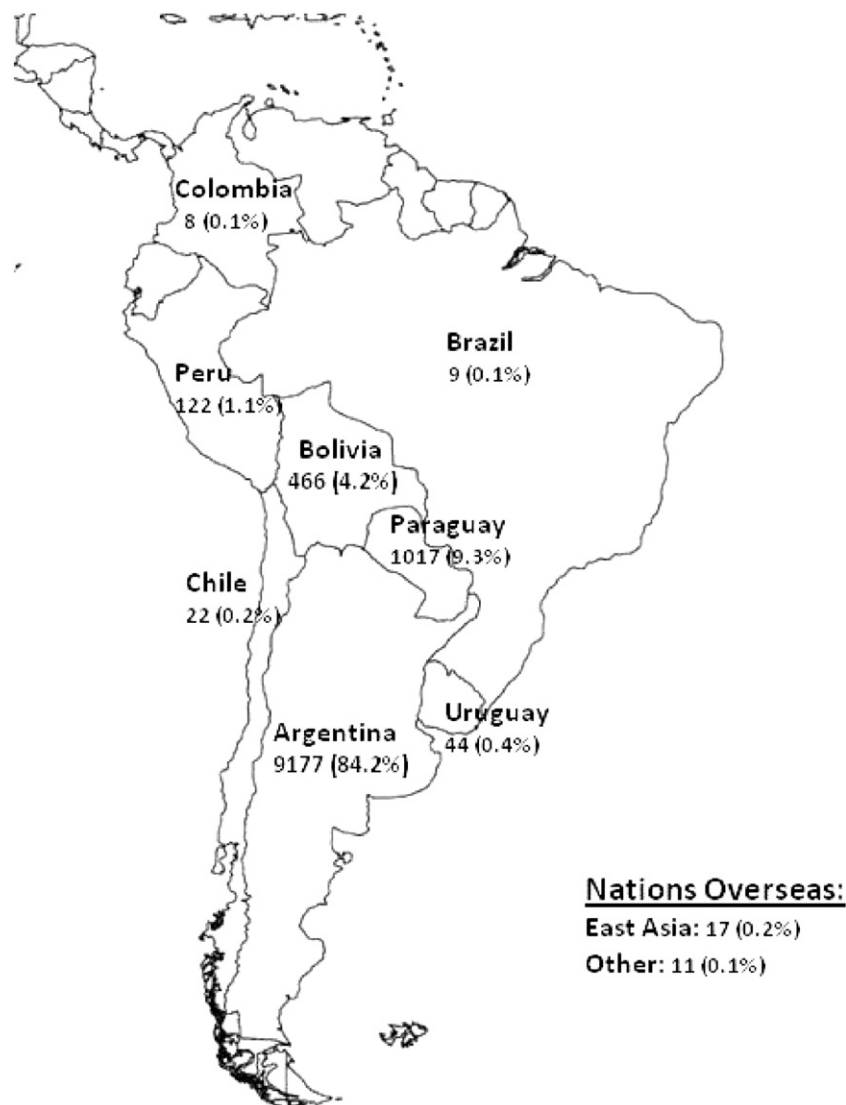 Colombia
8 (0.1%)
Brazil
9 (0.1%)
Peru
122 (1.1%)
Bolivia
466 (4.2%)
Paraguay
1017 (9.3%)
Chile
22 (0.2%)
Uruguay
44 (0.4%)
Argentina
9177 (84.2%)
Nations Overseas:
East Asia: 17 (0.2%)
Other: 11 (0.1%)